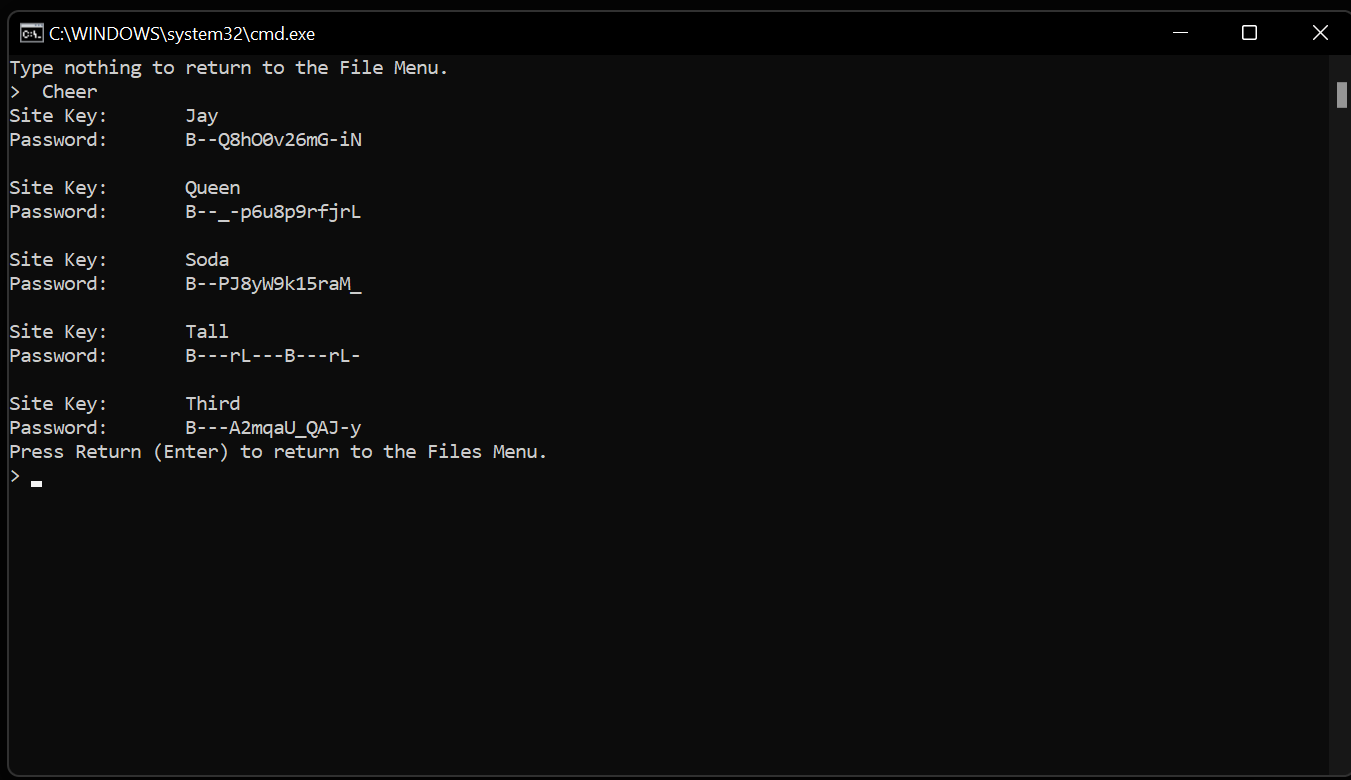 C:\WINDOWS\system32\cmd.exe
Type nothing to return to the File Menu.
>  Cheer
Site Key:       Jay
Password:       B--Q8hO0v26mG-iN

Site Key:       Queen
Password:       B--_-p6u8p9rfjrL

Site Key:       Soda
Password:       B--PJ8yW9k15raM_

Site Key:       Tall
Password:       B---rL---B---rL-

Site Key:       Third
Password:       B---A2mqaU_QAJ-y
Press Return (Enter) to return to the Files Menu.
>